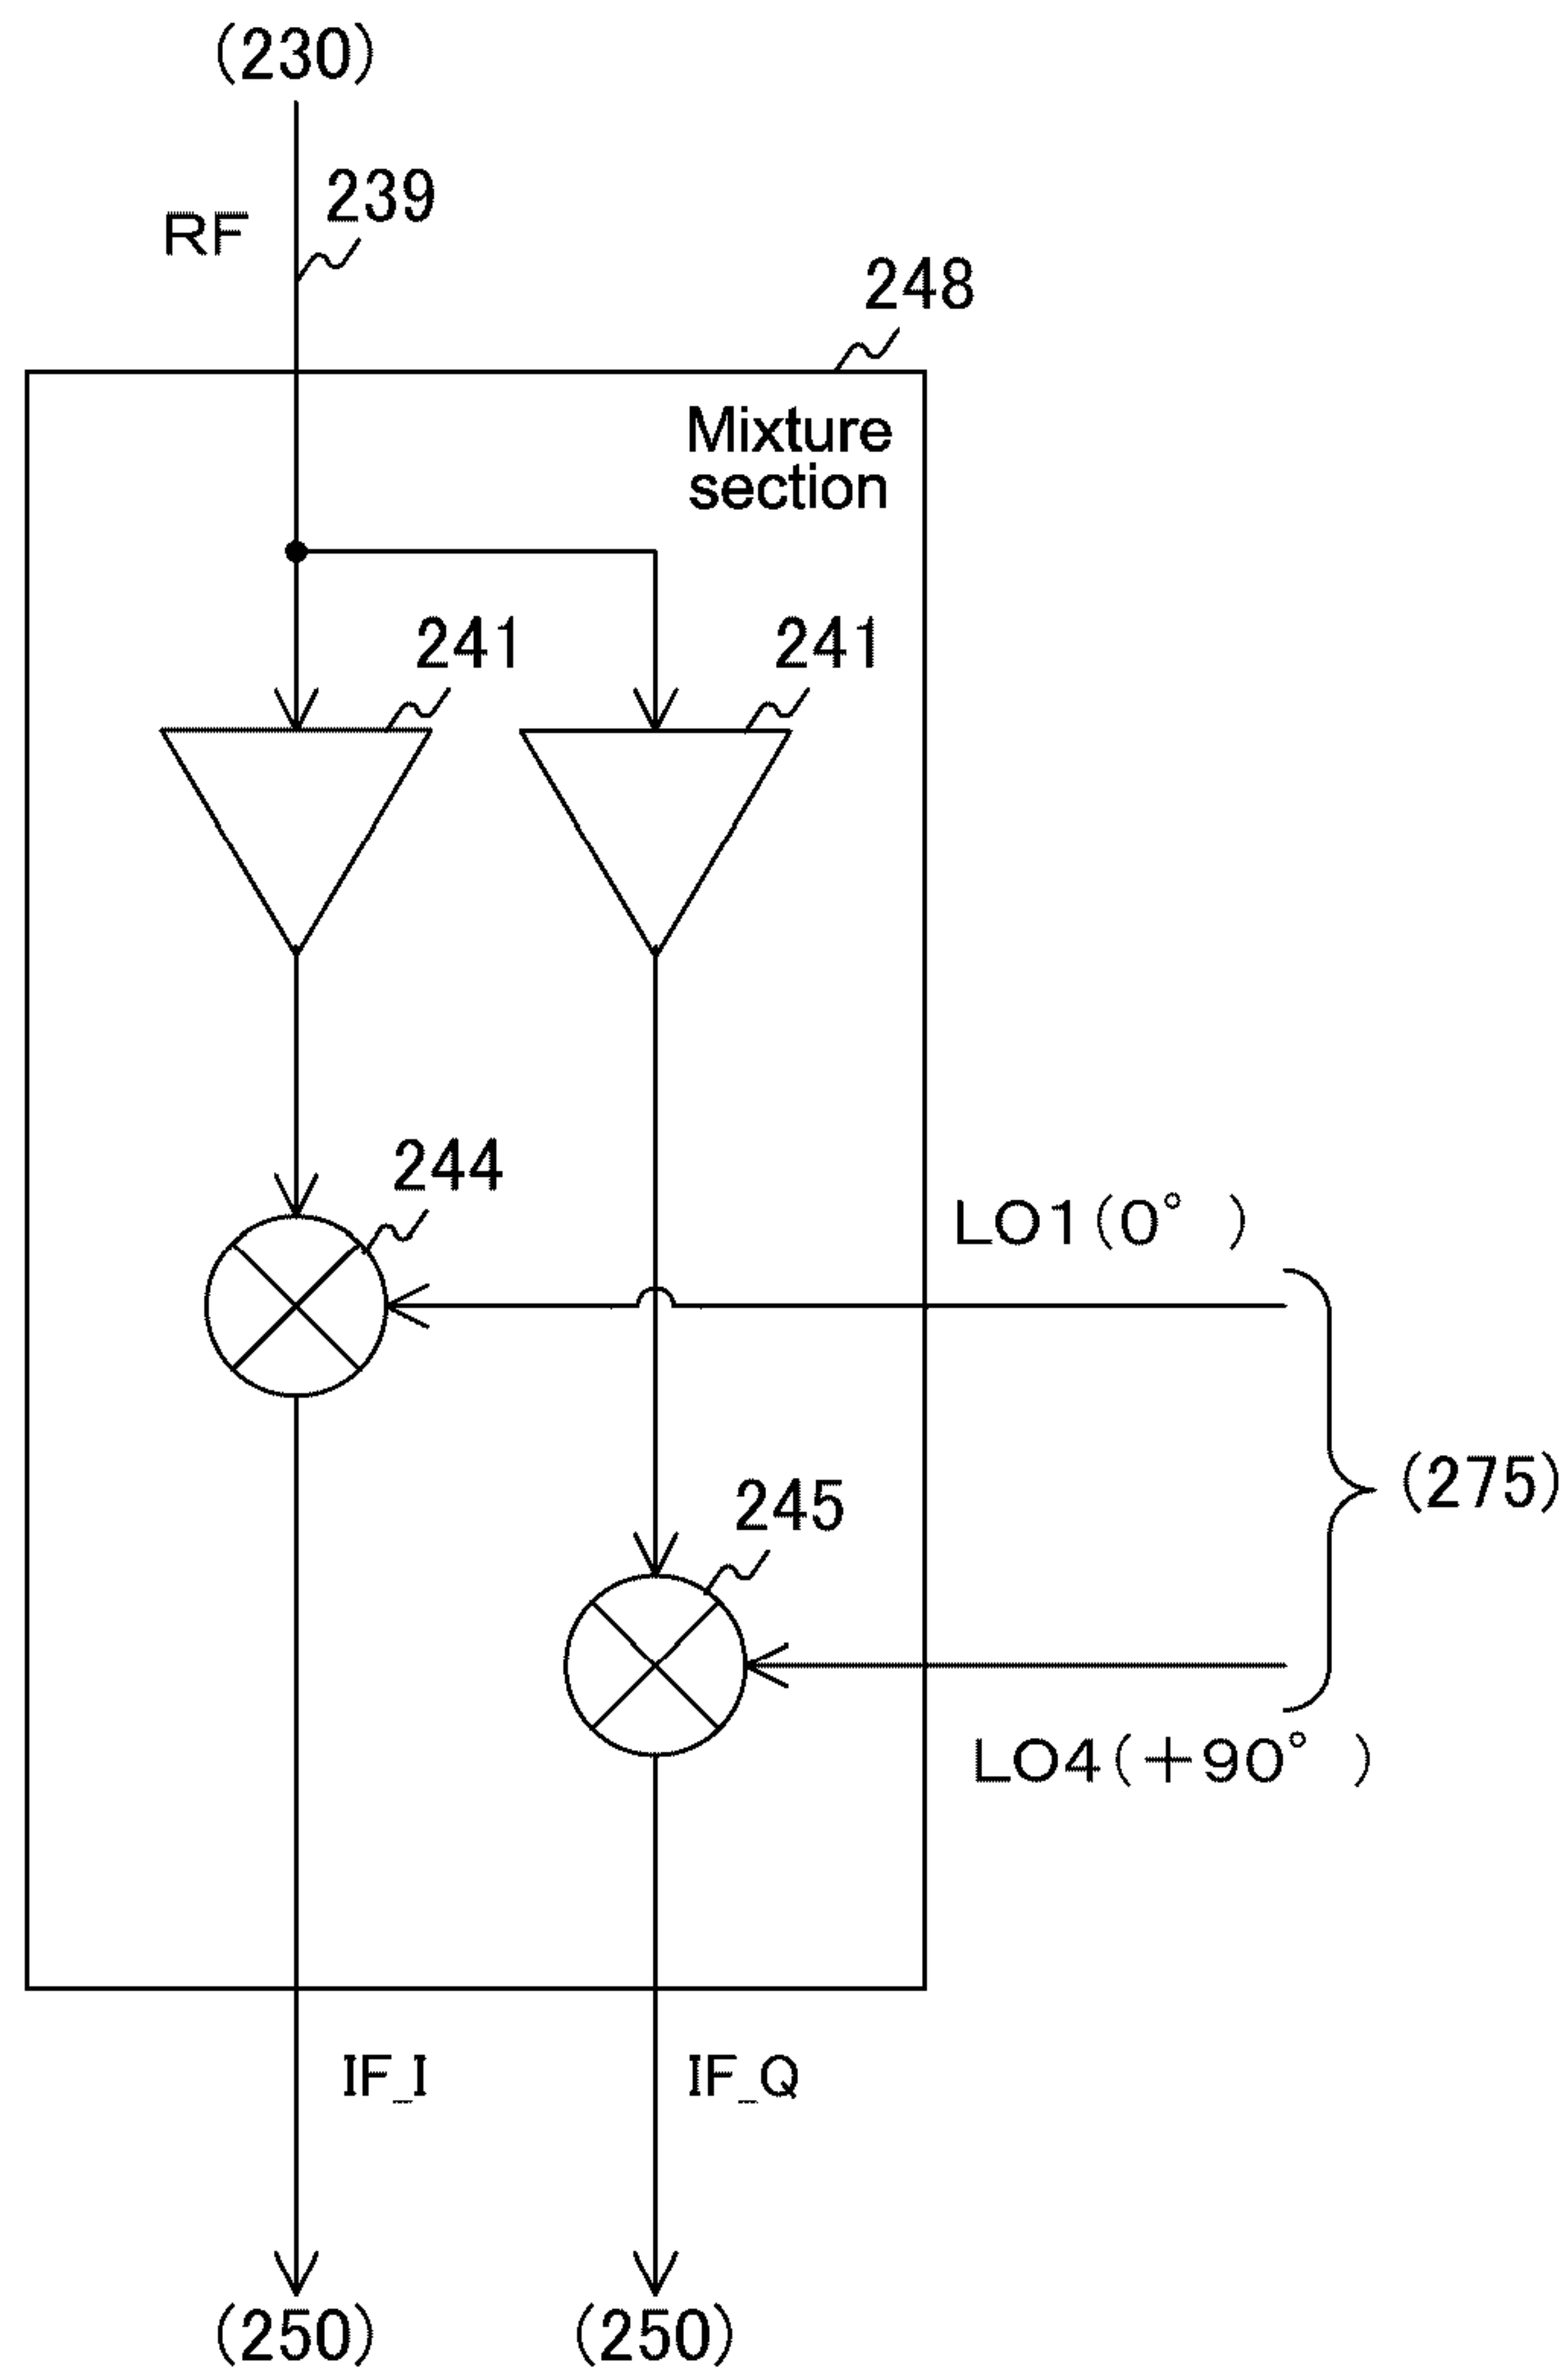 (230)
239
RF
248
Mixture
section
241
241
244
LO1(0°)
(275)
245
LO4(+90°)
IF_I
IF_Q
(250)
(250)